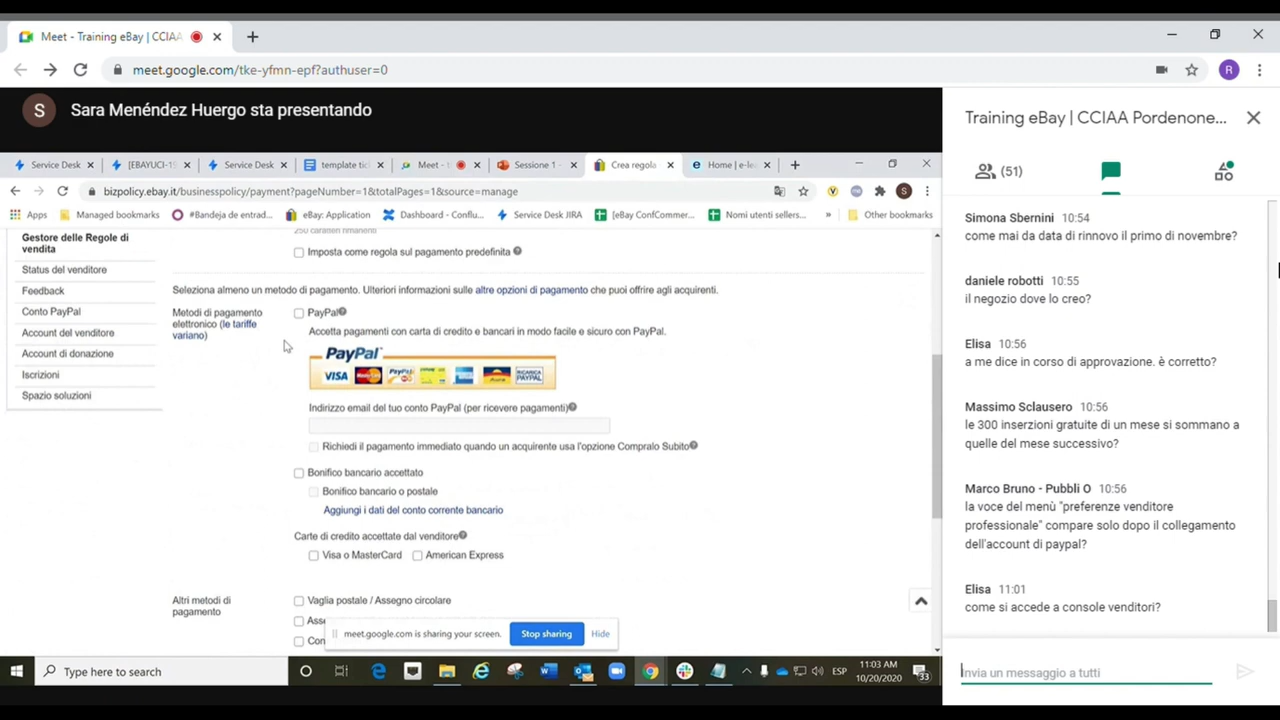 Meet - Training eBay | CCIAA
meet.google.com/tke-yfmn-epf?authuser=0
R
S
Sara Menéndez Huergo sta presentando
Service Desk
[EBAYUCI-19
Service Desk
template tic
Meet -
Sessione 1 -
Crea regola
Home | e-lea
bizpolicy.ebay.it/businesspolicy/payment?pageNumber=1&totalPages=1&source=manage
S
Apps
Managed bookmarks
#Bandeja de entrad...
eBay: Application
Dashboard - Conflu...
Service Desk JIRA
[eBay ConfCommer...
Nomi utenti sellers...
»
Other bookmarks
Gestore delle Regole di
vendita
Status del venditore
Feedback
Conto PayPal
Account del venditore
Account di donazione
Iscrizioni
Spazio soluzioni
250 caratteri rimanenti
Imposta come regola sul pagamento predefinita
Seleziona almeno un metodo di pagamento. Ulteriori informazioni sulle altre opzioni di pagamento che puoi offrire agli acquirenti.
Metodi di pagamento
elettronico (le tariffe
variano)
PayPal
Accetta pagamenti con carta di credito e bancari in modo facile e sicuro con PayPal.
PayPal
VISA
MasterCard
PayPal
RICARICA
PAYPAL
Indirizzo email del tuo conto PayPal (per ricevere pagamenti)
Richiedi il pagamento immediato quando un acquirente usa l'opzione Compralo Subito
Bonifico bancario accettato
Bonifico bancario o postale
Aggiungi i dati del conto corrente bancario
Carte di credito accettate dal venditore
Visa o MasterCard
American Express
Altri metodi di
pagamento
Vaglia postale / Assegno circolare
Ass
Con
meet.google.com is sharing your screen.
Stop sharing
Hide
Type here to search
ESP
11:03 AM
10/20/2020
33
Training eBay | CCIAA Pordenone...
(51)
Simona Sbernini 10:54
come mai da data di rinnovo il primo di novembre?
daniele robotti 10:55
il negozio dove lo creo?
Elisa 10:56
a me dice in corso di approvazione. è corretto?
Massimo Sclausero 10:56
le 300 inserzioni gratuite di un mese si sommano a
quelle del mese successivo?
Marco Bruno - Pubbli O 10:56
la voce del menù "preferenze venditore
professionale" compare solo dopo il collegamento
dell'account di paypal?
Elisa 11:01
come si accede a console venditori?
Invia un messaggio a tutti